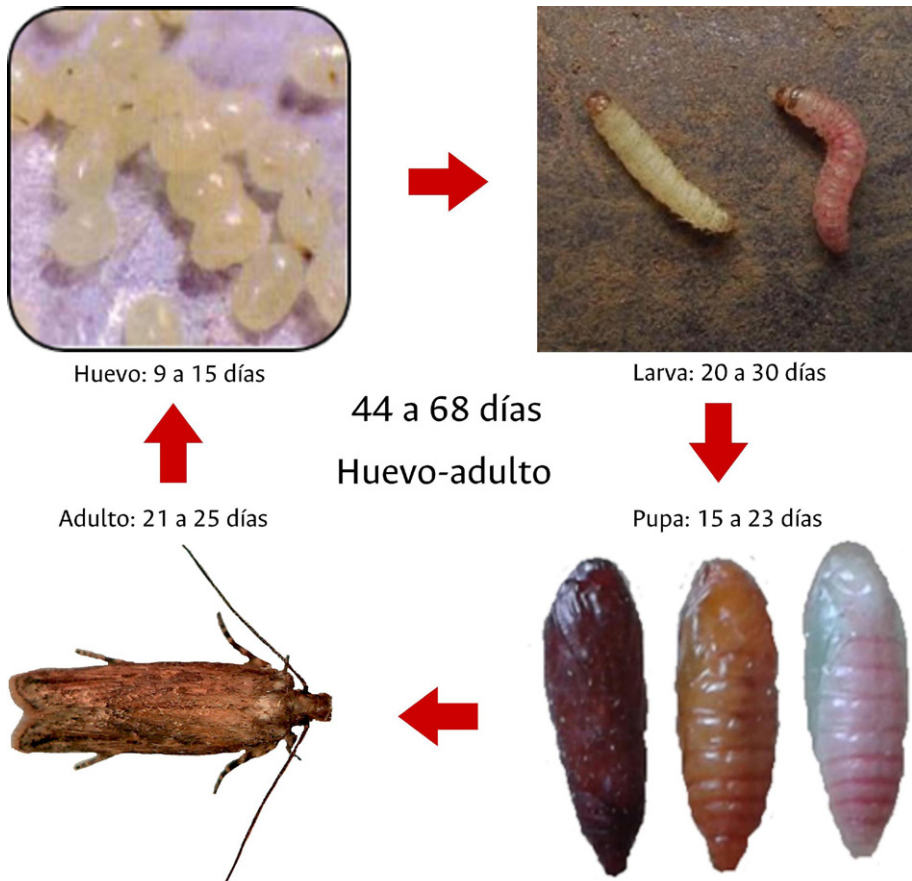 Huevo: 9 a 15 días
Larva: 20 a 30 días
44 a 68 días
Huevo-adulto
Adulto: 21 a 25 días
Pupa: 15 a 23 días